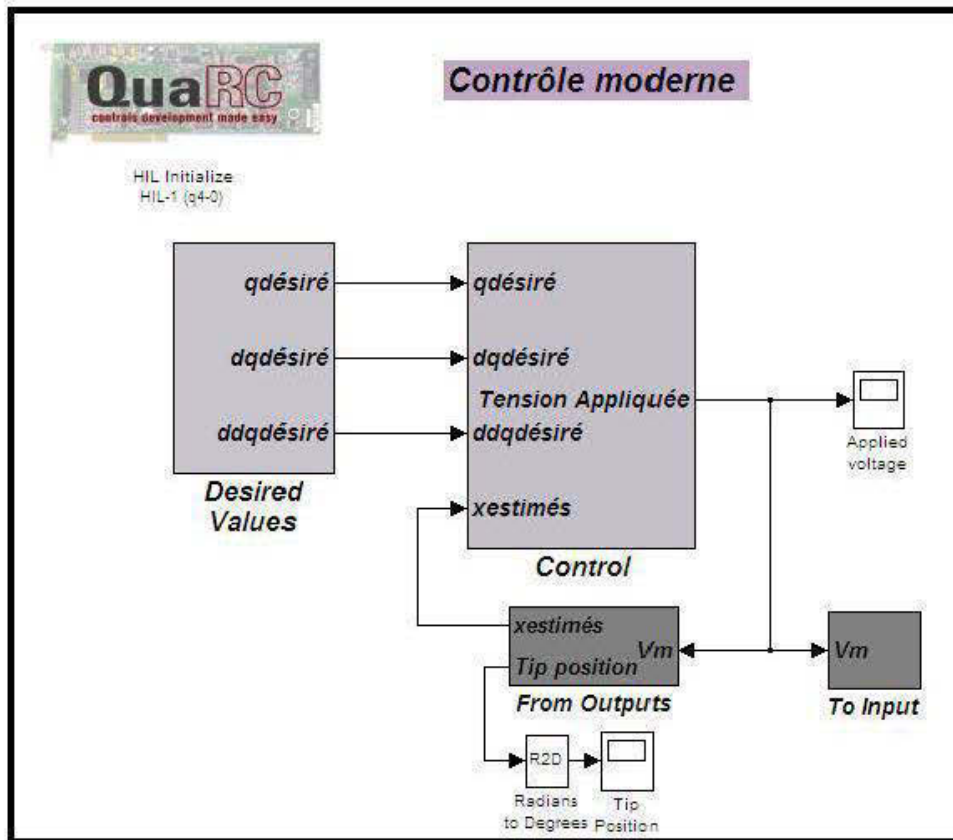 QuaRC
controls development made easy
Contrôle moderne
HIL Initialize
HIL-1 (q4-0)
qdésiré
dqdésiré
ddqdésiré
Desired
Values
qdésiré
dqdésiré
Tension Appliquée
ddqdésiré
xestimés
Control
Applied
voltage
xestimés
Vm
Tip position
From Outputs
Vm
To Input
R2D
Radians
to Degrees
Tip
Position